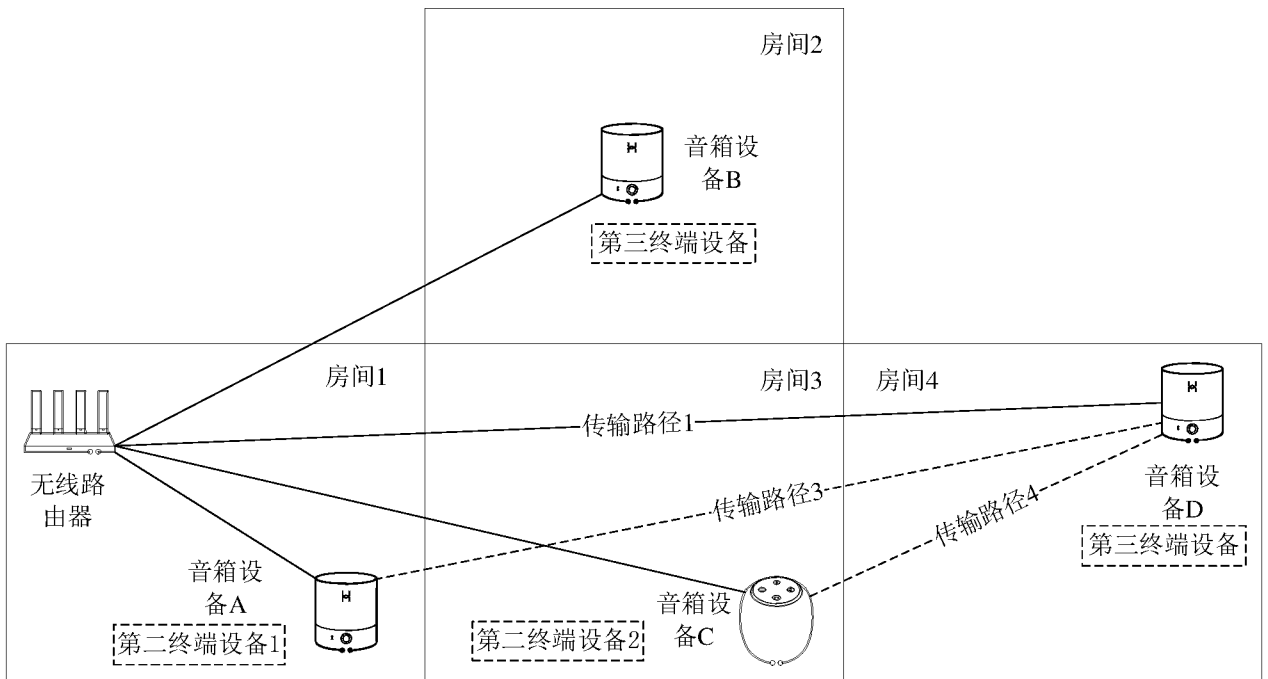 房间2
音箱设
备B
第三终端设备
房间1
房间3
房间4
传输路径1
无线路
由器
传输路径3
传输路径4
音箱设
备D
第三终端设备
音箱设
备A
第二终端设备1
第二终端设备2
音箱设
备C